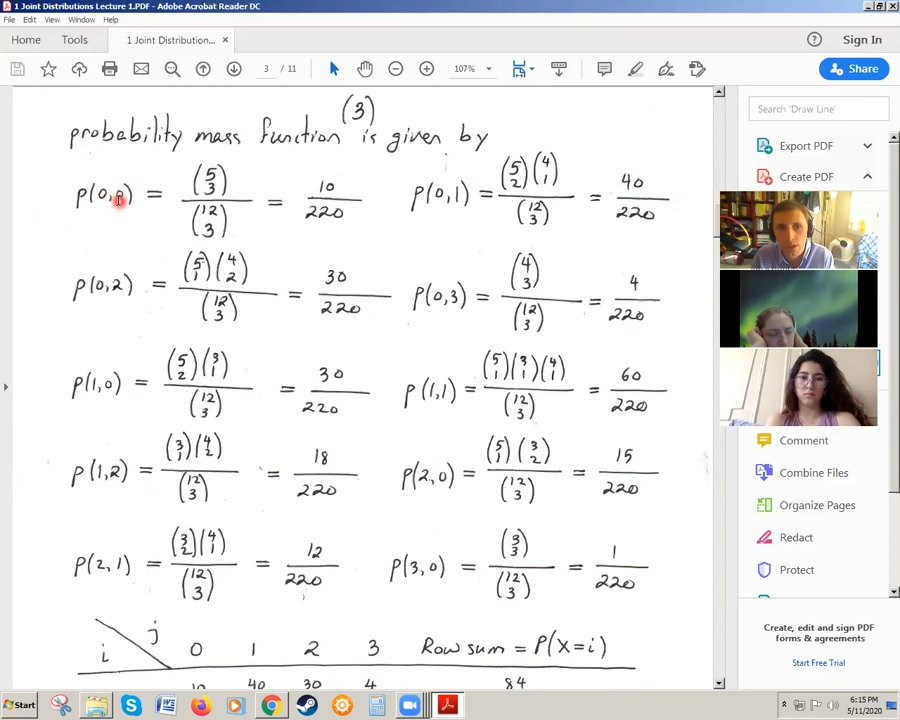 1 Joint Distributions Lecture 1.PDF - Adobe Acrobat Reader DC
File Edit View Window Help
Home Tools 1 Joint Distribution... × Sign In
3 / 11 107% Share
(3)
probability mass function is given by
p(0,0) = (5 3) / (12 3) = 10/220 p(0,1) = (5 2)(4 1) / (12 3) = 40/220
p(0,2) = (5 1)(4 2) / (12 3) = 30/220 p(0,3) = (4 3) / (12 3) = 4/220
p(1,0) = (5 2)(3 1) / (12 3) = 30/220 p(1,1) = (5 1)(3 1)(4 1) / (12 3) = 60/220
p(1,2) = (3 1)(4 2) / (12 3) = 18/220 p(2,0) = (5 1)(3 2) / (12 3) = 15/220
p(2,1) = (3 2)(4 1) / (12 3) = 12/220 p(3,0) = (3 3) / (12 3) = 1/220
i j 0 1 2 3 Row sum = P(X=i)
10 40 30 4 84
Search 'Draw Line'
Export PDF
Create PDF
Comment
Combine Files
Organize Pages
Redact
Protect
Create, edit and sign PDF
forms & agreements
Start Free Trial
Start
6:15 PM
5/11/2020